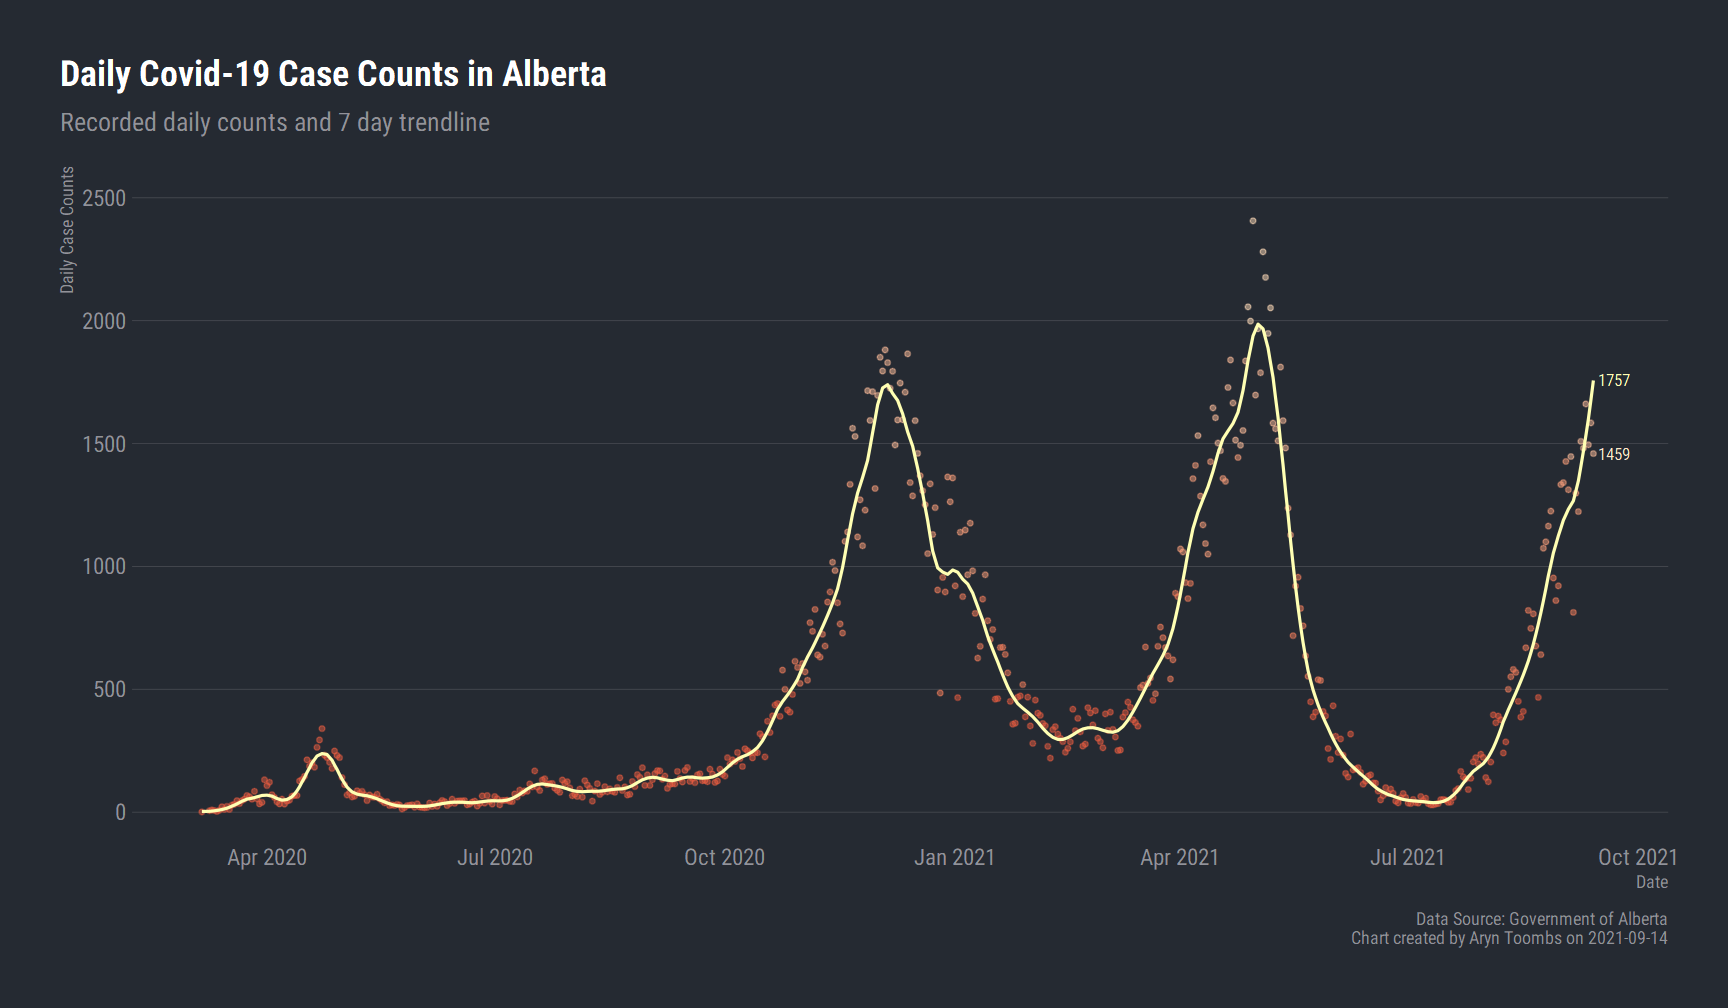 Daily Covid-19 Case Counts in Alberta
Recorded daily counts and 7 day trendline
Daily Case Counts
2500
2000
1500
1000
500
0
1757
1459
Apr 2020 Jul 2020 Oct 2020 Jan 2021 Apr 2021 Jul 2021 Oct 2021
Date
Data Source: Government of Alberta
Chart created by Aryn Toombs on 2021-09-14